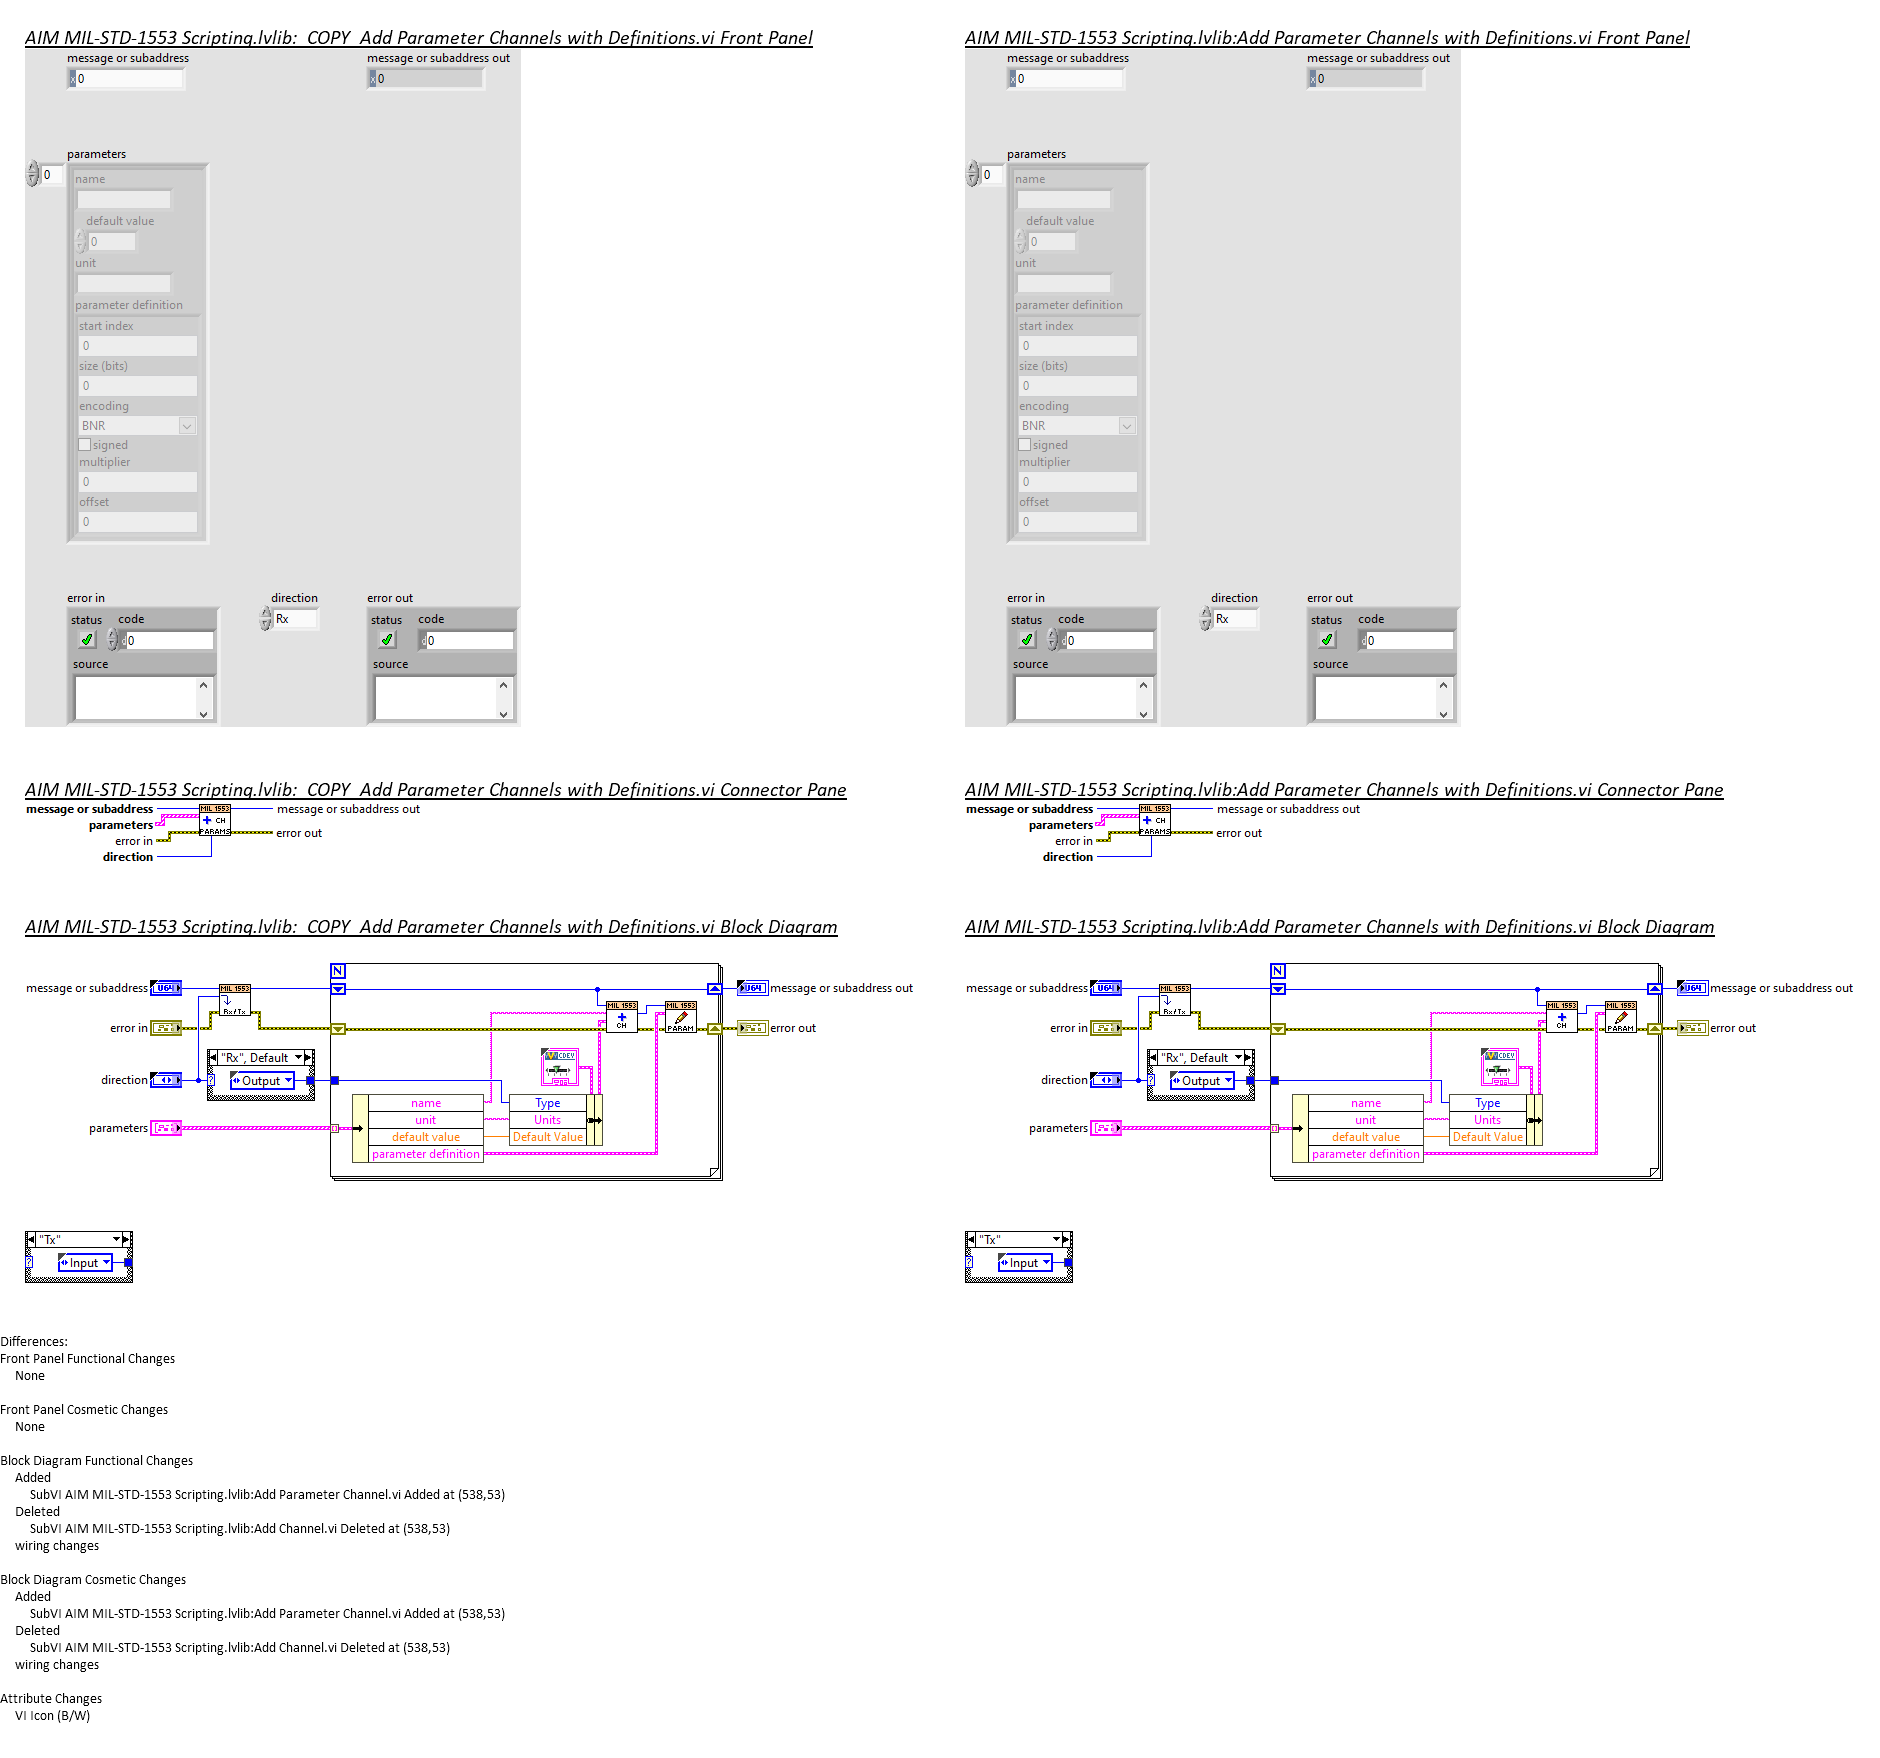 AIM MIL-STD-1553 Scripting.lvlib:_COPY_Add Parameter Channels with Definitions.vi Front Panel
message or subaddress
x 0
message or subaddress out
x 0
parameters
0
name
default value
0
unit
parameter definition
start index
0
size (bits)
0
encoding
BNR
signed
multiplier
0
offset
0
error in
status code
d 0
source
direction
Rx
error out
status code
d 0
source
AIM MIL-STD-1553 Scripting.lvlib:Add Parameter Channels with Definitions.vi Front Panel
message or subaddress
x 0
message or subaddress out
x 0
parameters
0
name
default value
0
unit
parameter definition
start index
0
size (bits)
0
encoding
BNR
signed
multiplier
0
offset
0
error in
status code
d 0
source
direction
Rx
error out
status code
d 0
source
AIM MIL-STD-1553 Scripting.lvlib:_COPY_Add Parameter Channels with Definitions.vi Connector Pane
message or subaddress
parameters
error in
direction
MIL 1553
+ CH
PARAMS
message or subaddress out
error out
AIM MIL-STD-1553 Scripting.lvlib:Add Parameter Channels with Definitions.vi Connector Pane
message or subaddress
parameters
error in
direction
MIL 1553
+ CH
PARAMS
message or subaddress out
error out
AIM MIL-STD-1553 Scripting.lvlib:_COPY_Add Parameter Channels with Definitions.vi Block Diagram
N
message or subaddress
U64
MIL 1553
Rx/Tx
U64
message or subaddress out
MIL 1553
+
CH
MIL 1553
PARAM
error in
error out
"Rx", Default
CDEV
direction
?
Output
name
unit
default value
parameter definition
Type
Units
Default Value
parameters
"Tx"
?
Input
AIM MIL-STD-1553 Scripting.lvlib:Add Parameter Channels with Definitions.vi Block Diagram
N
message or subaddress
U64
MIL 1553
Rx/Tx
U64
message or subaddress out
MIL 1553
+
CH
MIL 1553
PARAM
error in
error out
"Rx", Default
CDEV
direction
?
Output
name
unit
default value
parameter definition
Type
Units
Default Value
parameters
"Tx"
?
Input
Differences:
Front Panel Functional Changes
None
Front Panel Cosmetic Changes
None
Block Diagram Functional Changes
Added
SubVI AIM MIL-STD-1553 Scripting.lvlib:Add Parameter Channel.vi Added at (538,53)
Deleted
SubVI AIM MIL-STD-1553 Scripting.lvlib:Add Channel.vi Deleted at (538,53)
wiring changes
Block Diagram Cosmetic Changes
Added
SubVI AIM MIL-STD-1553 Scripting.lvlib:Add Parameter Channel.vi Added at (538,53)
Deleted
SubVI AIM MIL-STD-1553 Scripting.lvlib:Add Channel.vi Deleted at (538,53)
wiring changes
Attribute Changes
VI Icon (B/W)